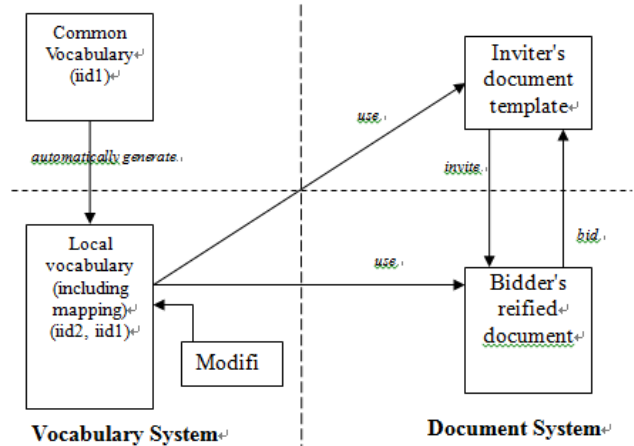 Common
Vocabulary
(iid1)
automatically generate
Local
vocabulary
(including
mapping)
(iid2, iid1)
Modifi
Vocabulary System
use
use
Inviter's
document
template
invite
bid
Bidder's
reified
document
Document System